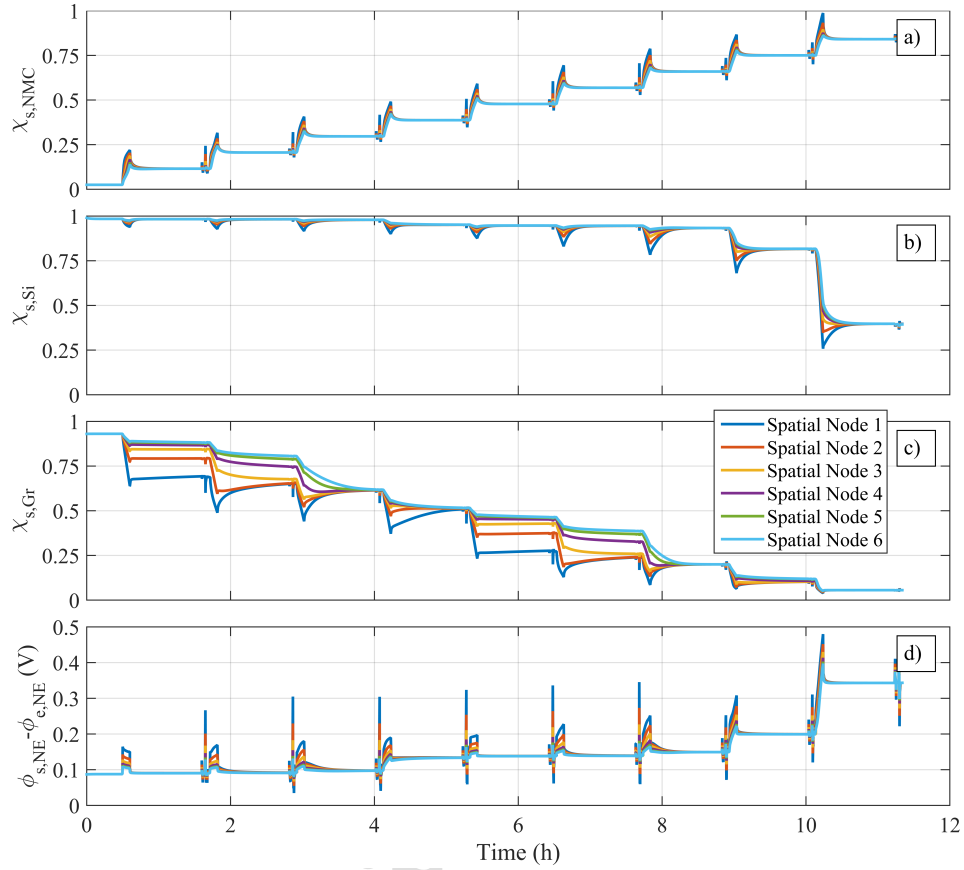 1
0.75
0.5
0.25
0
χs,NMC
a)
1
0.75
0.5
0.25
0
χs,Si
b)
1
0.75
0.5
0.25
0
χs,Gr
c)
Spatial Node 1
Spatial Node 2
Spatial Node 3
Spatial Node 4
Spatial Node 5
Spatial Node 6
0.5
0.4
0.3
0.2
0.1
0
ϕs,NE-ϕe,NE (V)
d)
0 2 4 6 8 10 12
Time (h)